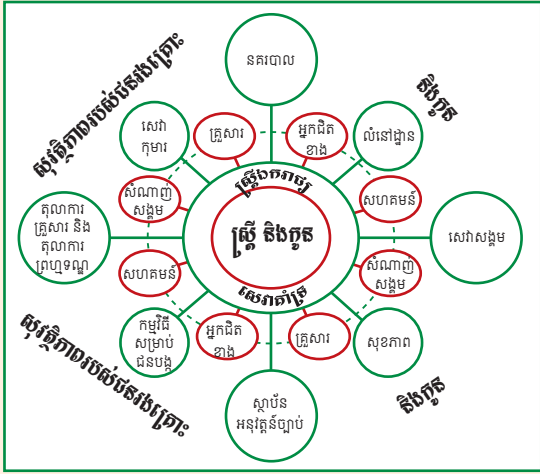 សុវត្ថិភាពរបស់ជនរងគ្រោះ
និងកូន
នគរបាល
សេវា
កុមារ
គ្រួសារ
អ្នកជិត
ខាង
លំនៅដ្ឋាន
សំណាញ់
សង្គម
ស្ត្រីឯករាជ្យ
សហគមន៍
តុលាការ
គ្រួសារ និង
តុលាការ
ព្រហ្មទណ្ឌ
ស្ត្រី និងកូន
សេវាសង្គម
សហគមន៍
សេវាគាំទ្រ
សំណាញ់
សង្គម
កម្មវិធី
សម្រាប់
ជនបង្ក
អ្នកជិត
ខាង
គ្រួសារ
សុខភាព
ស្ថាប័ន
អនុវត្តន៍ច្បាប់
សុវត្ថិភាពរបស់ជនរងគ្រោះ
និងកូន